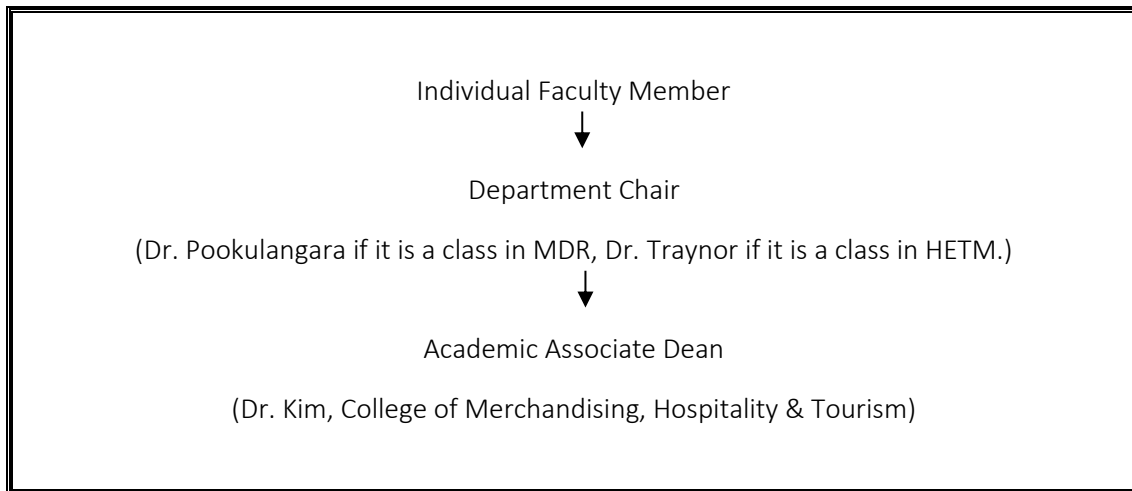 Individual Faculty Member
Department Chair
(Dr. Pookulangara if it is a class in MDR, Dr. Traynor if it is a class in HETM.)
Academic Associate Dean
(Dr. Kim, College of Merchandising, Hospitality & Tourism)